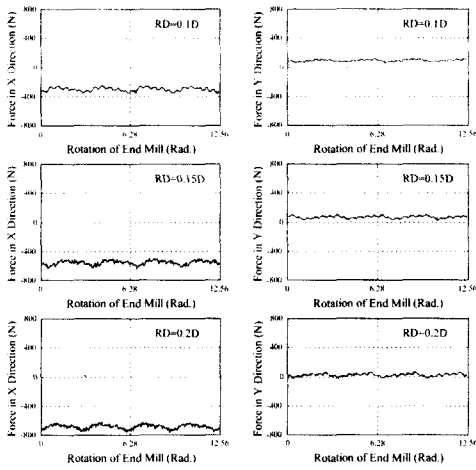 Force in X Direction (N)
800
400
0
-400
-800
RD=0.1D
0
6.28
12.56
Rotation of End Mill (Rad.)
Force in Y Direction (N)
800
400
0
-400
-800
RD=0.1D
0
6.28
12.56
Rotation of End Mill (Rad.)
Force in X Direction (N)
800
400
0
-400
-800
RD=0.15D
0
6.28
12.56
Rotation of End Mill (Rad.)
Force in Y Direction (N)
800
400
0
-400
-800
RD=0.15D
0
6.28
12.56
Rotation of End Mill (Rad.)
Force in X Direction (N)
800
400
0
-400
-800
RD=0.2D
0
6.28
12.56
Rotation of End Mill (Rad.)
Force in Y Direction (N)
800
400
0
-400
-800
RD=0.2D
0
6.28
12.56
Rotation of End Mill (Rad.)